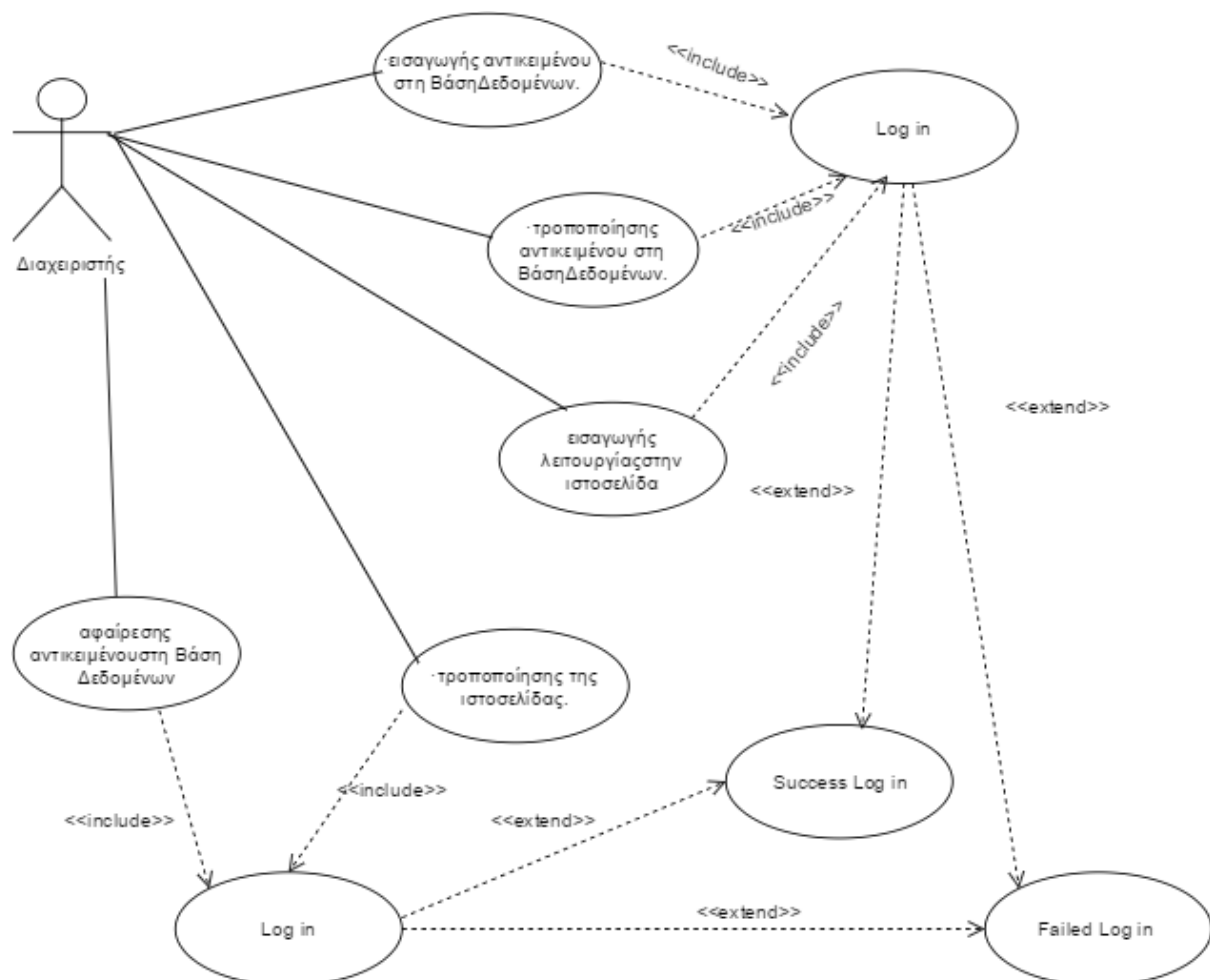 ·εισαγωγής αντικειμένου
στη ΒάσηΔεδομένων.
<<include>>
Log in
Διαχειριστής
·τροποποίησης
αντικειμένου στη
ΒάσηΔεδομένων.
<<include>>
<<include>>
εισαγωγής
λειτουργίαςστην
ιστοσελίδα
<<extend>>
<<extend>>
αφαίρεσης
αντικειμένουστη Βάση
Δεδομένων
·τροποποίησης της
ιστοσελίδας.
<<include>>
<<include>>
<<extend>>
Success Log in
Log in
<<extend>>
Failed Log in